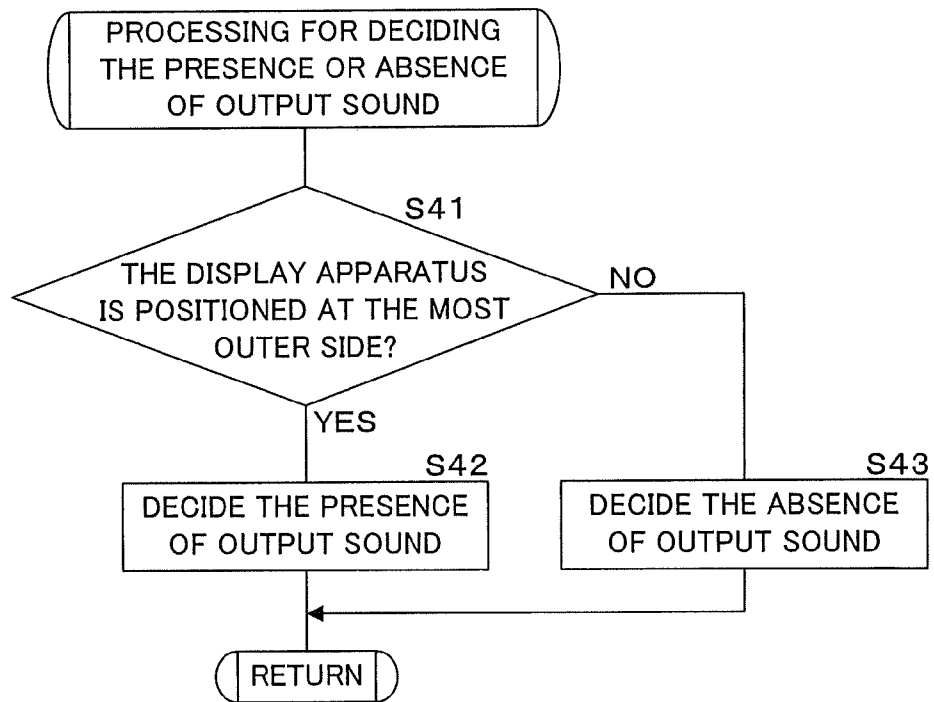 PROCESSING FOR DECIDING
THE PRESENCE OR ABSENCE
OF OUTPUT SOUND
S41
THE DISPLAY APPARATUS
IS POSITIONED AT THE MOST
OUTER SIDE?
NO
YES
S42
DECIDE THE PRESENCE
OF OUTPUT SOUND
S43
DECIDE THE ABSENCE
OF OUTPUT SOUND
RETURN